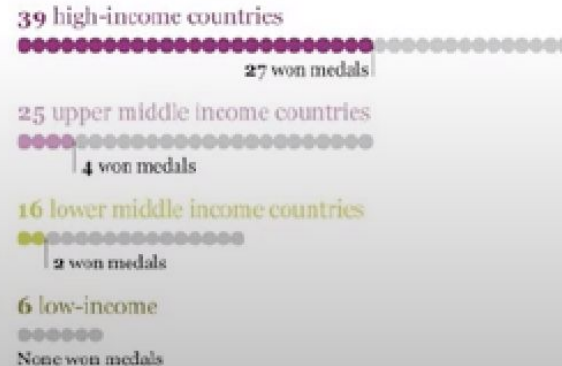 39 high-income countries
27 won medals
25 upper middle income countries
4 won medals
16 lower middle income countries
2 won medals
6 low-income
None won medals